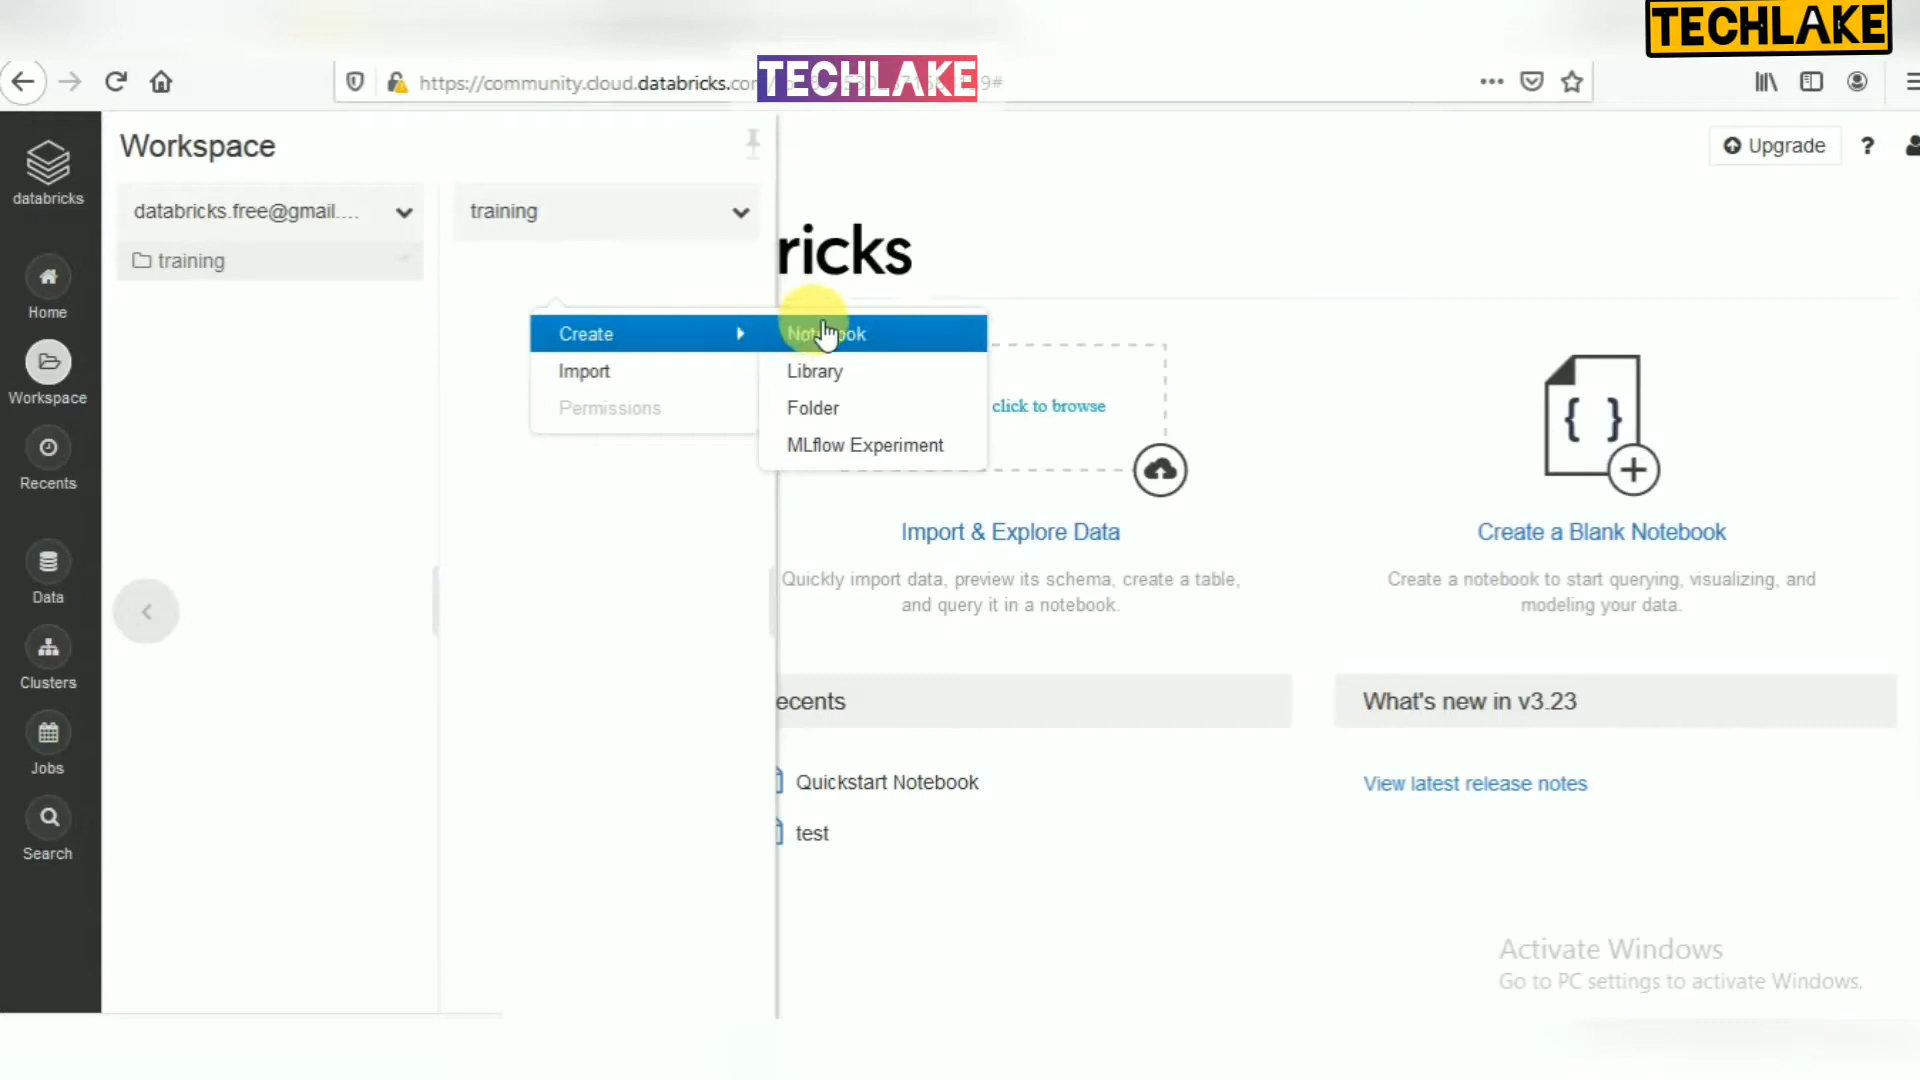 TECHLAKE
https://community.cloud.databricks.co
TECHLAKE
9#
databricks
Workspace
Upgrade
?
databricks.free@gmail....
training
training
ricks
Home
Create
Notebook
Import
Library
Permissions
Folder
click to browse
MLflow Experiment
{ }
Workspace
Recents
Import & Explore Data
Create a Blank Notebook
Quickly import data, preview its schema, create a table,
and query it in a notebook.
Create a notebook to start querying, visualizing, and
modeling your data.
Data
Clusters
ecents
What's new in v3.23
Jobs
Quickstart Notebook
View latest release notes
test
Search
Activate Windows
Go to PC settings to activate Windows.